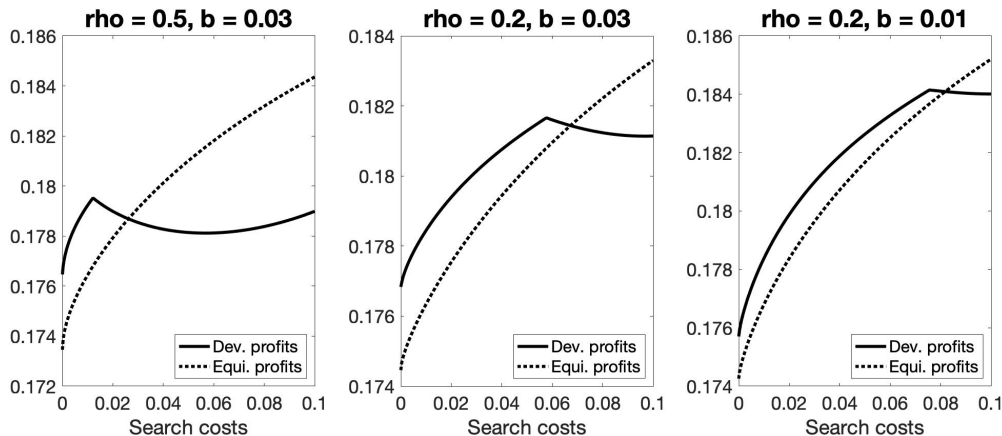 rho = 0.5, b = 0.03
0.186
0.184
0.182
0.18
0.178
0.176
0.174
0.172
0 0.02 0.04 0.06 0.08 0.1
Search costs
Dev. profits
Equi. profits
rho = 0.2, b = 0.03
0.184
0.182
0.18
0.178
0.176
0.174
0 0.02 0.04 0.06 0.08 0.1
Search costs
Dev. profits
Equi. profits
rho = 0.2, b = 0.01
0.186
0.184
0.182
0.18
0.178
0.176
0.174
0 0.02 0.04 0.06 0.08 0.1
Search costs
Dev. profits
Equi. profits